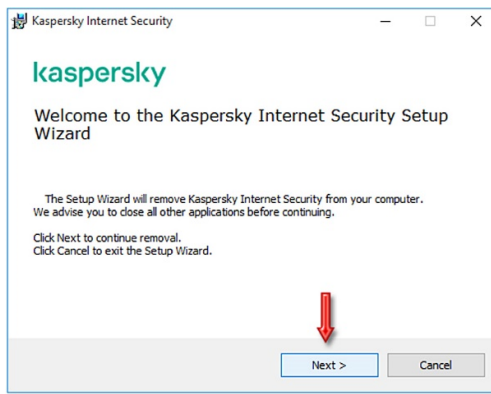 Kaspersky Internet Security
kaspersky
Welcome to the Kaspersky Internet Security Setup
Wizard
The Setup Wizard will remove Kaspersky Internet Security from your computer.
We advise you to close all other applications before continuing.
Click Next to continue removal.
Click Cancel to exit the Setup Wizard.
Next >
Cancel